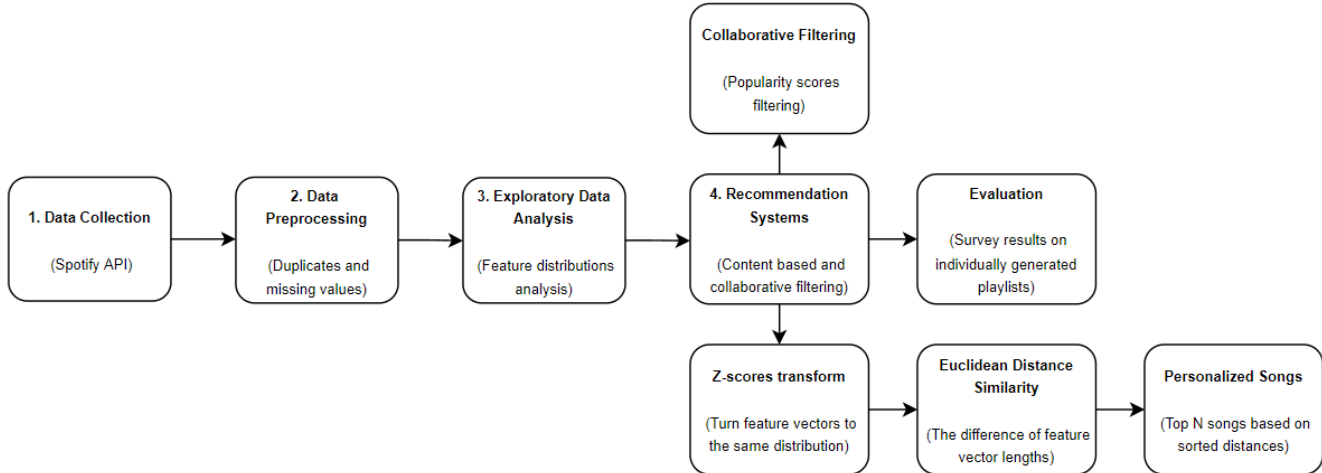 Collaborative Filtering
(Popularity scores
filtering)
1. Data Collection
(Spotify API)
2. Data
Preprocessing
(Duplicates and
missing values)
3. Exploratory Data
Analysis
(Feature distributions
analysis)
4. Recommendation
Systems
(Content based and
collaborative filtering)
Evaluation
(Survey results on
individually generated
playlists)
Z-scores transform
(Turn feature vectors to
the same distribution)
Euclidean Distance
Similarity
(The difference of feature
vector lengths)
Personalized Songs
(Top N songs based on
sorted distances)